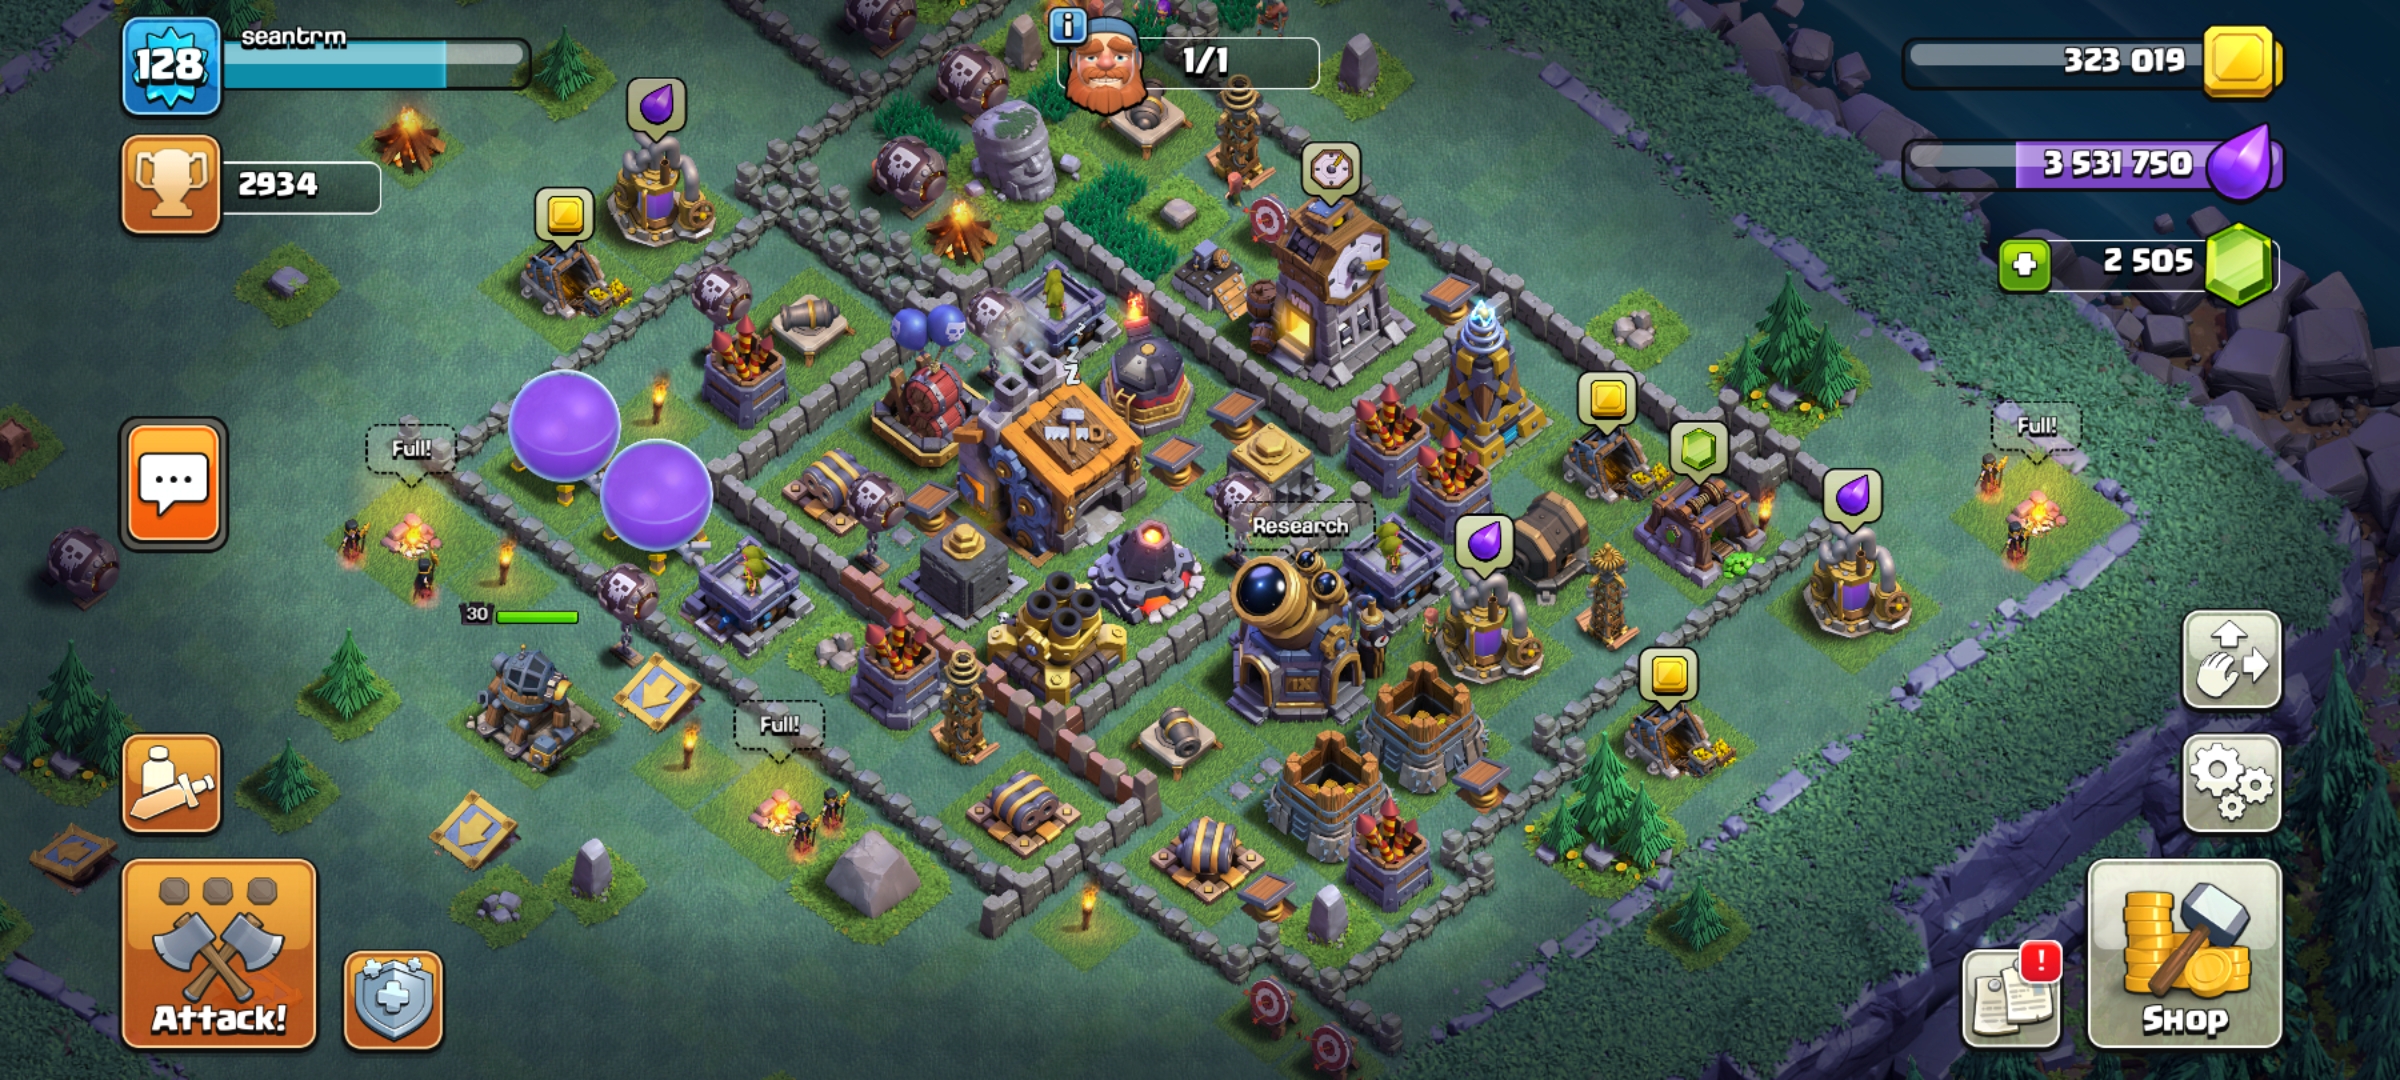 128
seantrm
1/1
323 019
2934
3 531 750
2 505
z
z
z
Full!
Full!
Research
30
Full!
IX
Attack!
!
Shop